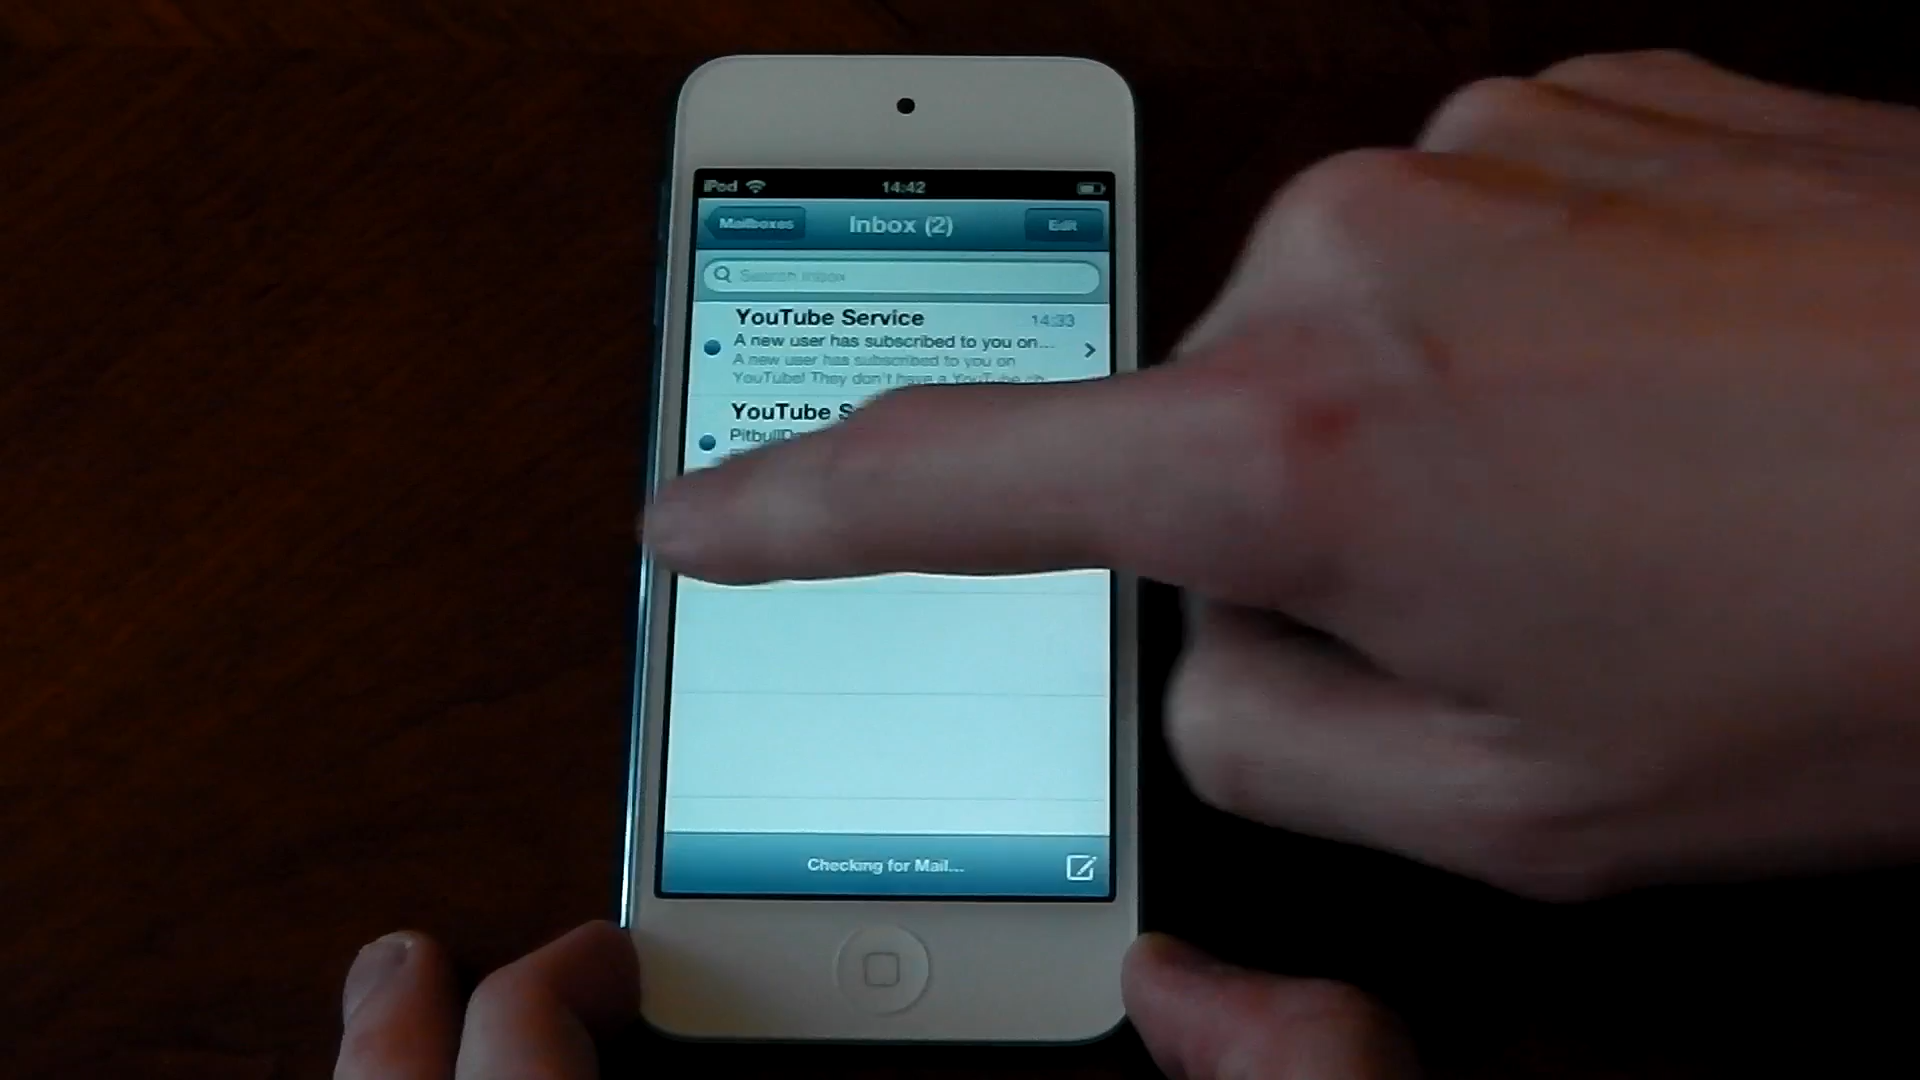 iPod 14:42
Mailboxes Inbox (2) Edit
Search Inbox
YouTube Service 14:33
A new user has subscribed to you on...
A new user has subscribed to you on
YouTube! They don't have a YouTube ch
YouTube
Checking for Mail...